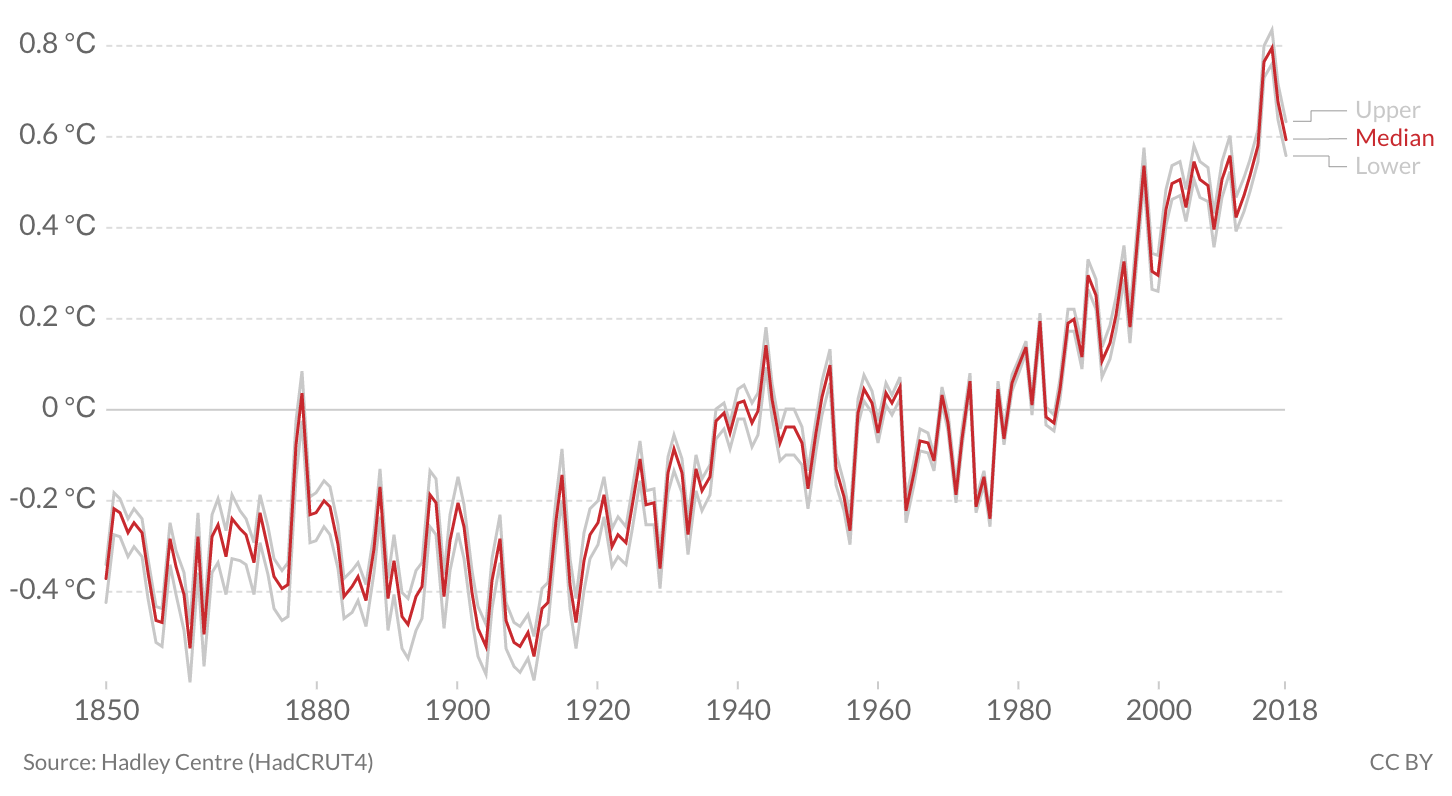 0.8 °C
0.6 °C
0.4 °C
0.2 °C
0 °C
-0.2 °C
-0.4 °C
Upper
Median
Lower
1850 1880 1900 1920 1940 1960 1980 2000 2018
Source: Hadley Centre (HadCRUT4) CC BY